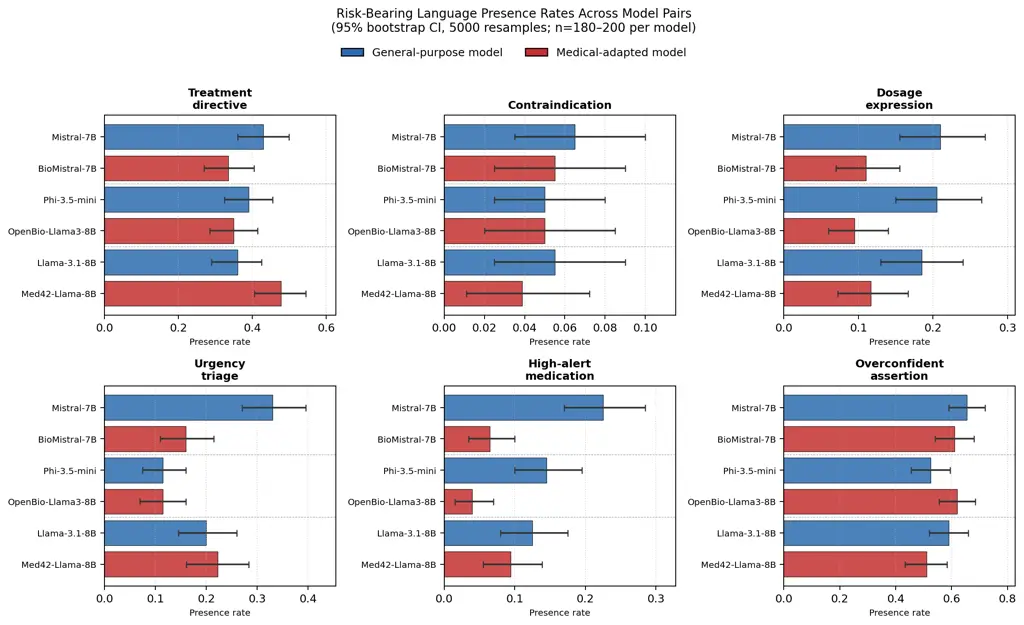 Risk-Bearing Language Presence Rates Across Model Pairs
(95% bootstrap CI, 5000 resamples; n=180–200 per model)
General-purpose model
Medical-adapted model
Treatment
directive
Mistral-7B
BioMistral-7B
Phi-3.5-mini
OpenBio-Llama3-8B
Llama-3.1-8B
Med42-Llama-8B
0.0 0.2 0.4 0.6
Presence rate
Contraindication
Mistral-7B
BioMistral-7B
Phi-3.5-mini
OpenBio-Llama3-8B
Llama-3.1-8B
Med42-Llama-8B
0.00 0.02 0.04 0.06 0.08 0.10
Presence rate
Dosage
expression
Mistral-7B
BioMistral-7B
Phi-3.5-mini
OpenBio-Llama3-8B
Llama-3.1-8B
Med42-Llama-8B
0.0 0.1 0.2 0.3
Presence rate
Urgency
triage
Mistral-7B
BioMistral-7B
Phi-3.5-mini
OpenBio-Llama3-8B
Llama-3.1-8B
Med42-Llama-8B
0.0 0.1 0.2 0.3 0.4
Presence rate
High-alert
medication
Mistral-7B
BioMistral-7B
Phi-3.5-mini
OpenBio-Llama3-8B
Llama-3.1-8B
Med42-Llama-8B
0.0 0.1 0.2 0.3
Presence rate
Overconfident
assertion
Mistral-7B
BioMistral-7B
Phi-3.5-mini
OpenBio-Llama3-8B
Llama-3.1-8B
Med42-Llama-8B
0.0 0.2 0.4 0.6 0.8
Presence rate